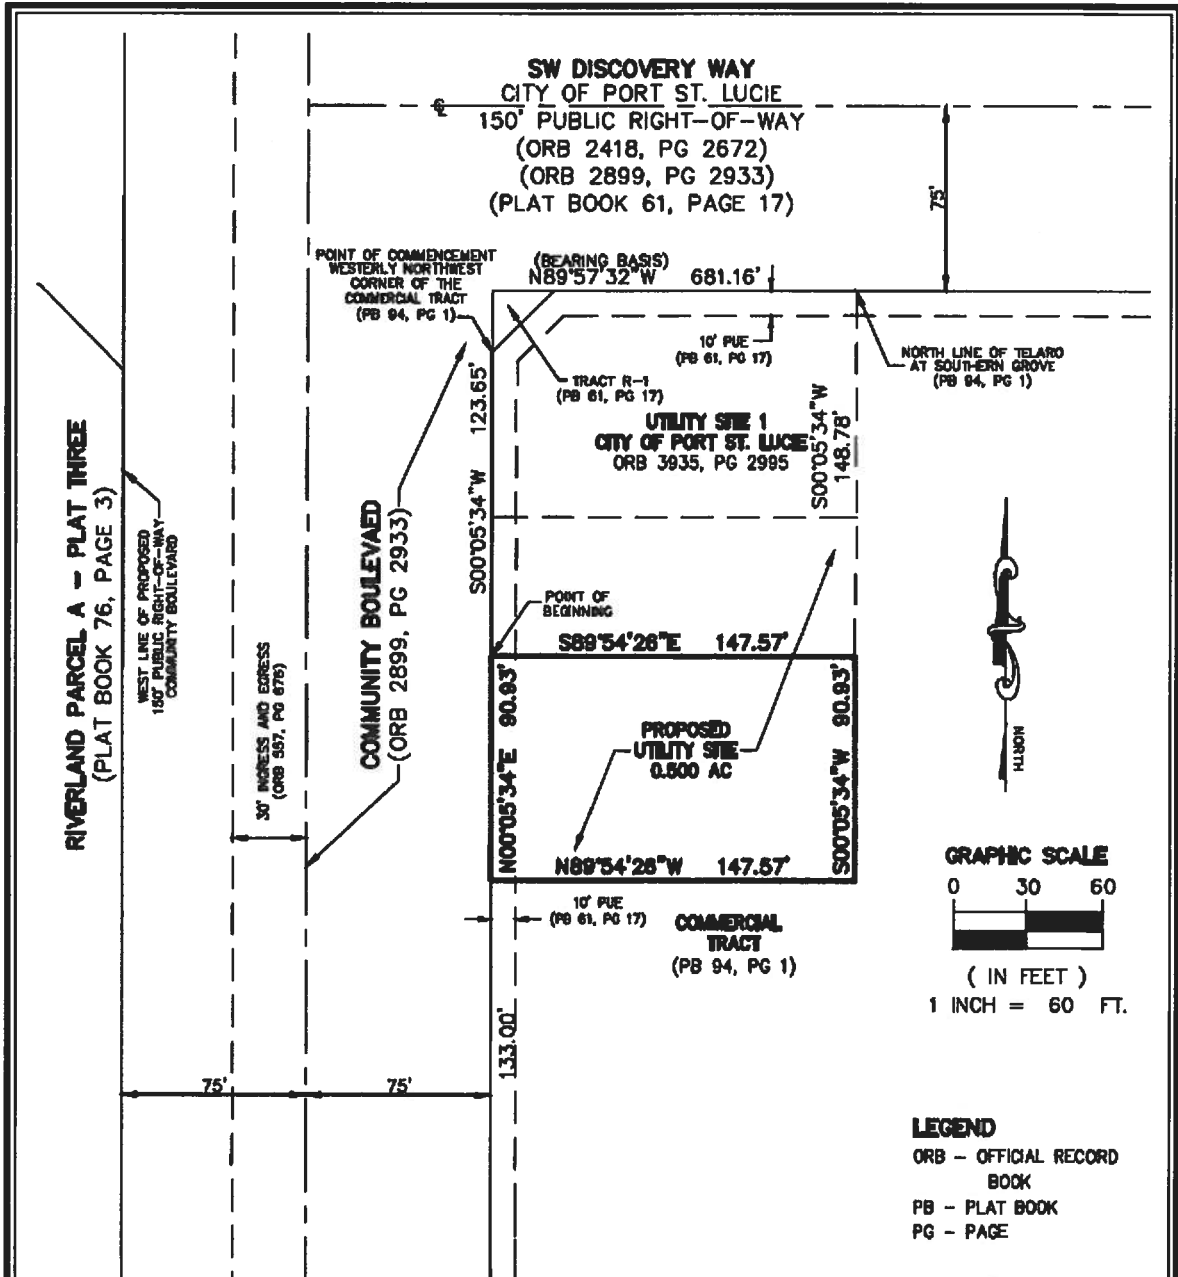 SW DISCOVERY WAY
CITY OF PORT ST. LUCIE
150' PUBLIC RIGHT-OF-WAY
(ORB 2418, PG 2672)
(ORB 2899, PG 2933)
(PLAT BOOK 61, PAGE 17)
75'
POINT OF COMMENCEMENT
WESTERLY NORTHWEST
CORNER OF THE
COMMERCIAL TRACT
(PB 94, PG 1)
(BEARING BASIS)
N89°57'32"W 681.16'
10' PUE
(PB 61, PG 17)
NORTH LINE OF TELARO
AT SOUTHERN GROVE
(PB 94, PG 1)
TRACT R-1
(PB 61, PG 17)
UTILITY SITE 1
CITY OF PORT ST. LUCIE
ORB 3935, PG 2995
S00°05'34"W
148.78'
S00°05'34"W 123.65'
RIVERLAND PARCEL A - PLAT THREE
(PLAT BOOK 76, PAGE 3)
WEST LINE OF PROPOSED
150' PUBLIC RIGHT-OF-WAY
COMMUNITY BOULEVARD
30' INGRESS AND EGRESS
(ORB 557, PG 676)
COMMUNITY BOULEVAED
(ORB 2899, PG 2933)
POINT OF
BEGINNING
S89°54'26"E 147.57'
N00°05'34"E 90.93'
PROPOSED
UTILITY SITE
0.500 AC
S00°05'34"W 90.93'
N89°54'26"W 147.57'
NORTH
10' PUE
(PB 61, PG 17)
COMMERCIAL
TRACT
(PB 94, PG 1)
133.00'
75'
75'
GRAPHIC SCALE
0 30 60
( IN FEET )
1 INCH = 60 FT.
LEGEND
ORB - OFFICIAL RECORD
BOOK
PB - PLAT BOOK
PG - PAGE